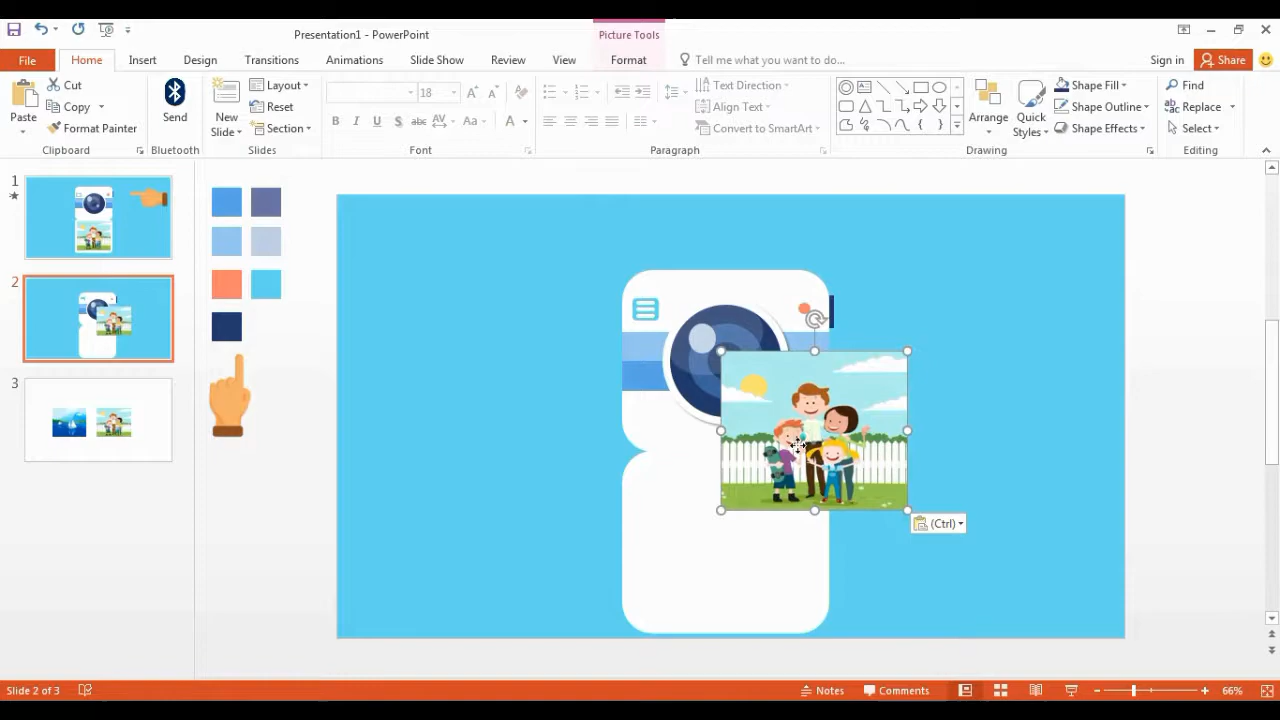 Presentation1 - PowerPoint
Picture Tools
File
Home
Insert
Design
Transitions
Animations
Slide Show
Review
View
Format
Tell me what you want to do...
Sign in
Share
Paste
Cut
Copy
Format Painter
Clipboard
Send
Bluetooth
New
Slide
Layout
Reset
Section
Slides
18
B I U S abc AV Aa A
Font
Text Direction
Align Text
Convert to SmartArt
Paragraph
Arrange
Quick
Styles
Shape Fill
Shape Outline
Shape Effects
Drawing
Find
Replace
Select
Editing
1
2
3
(Ctrl)
Slide 2 of 3
Notes
Comments
66%